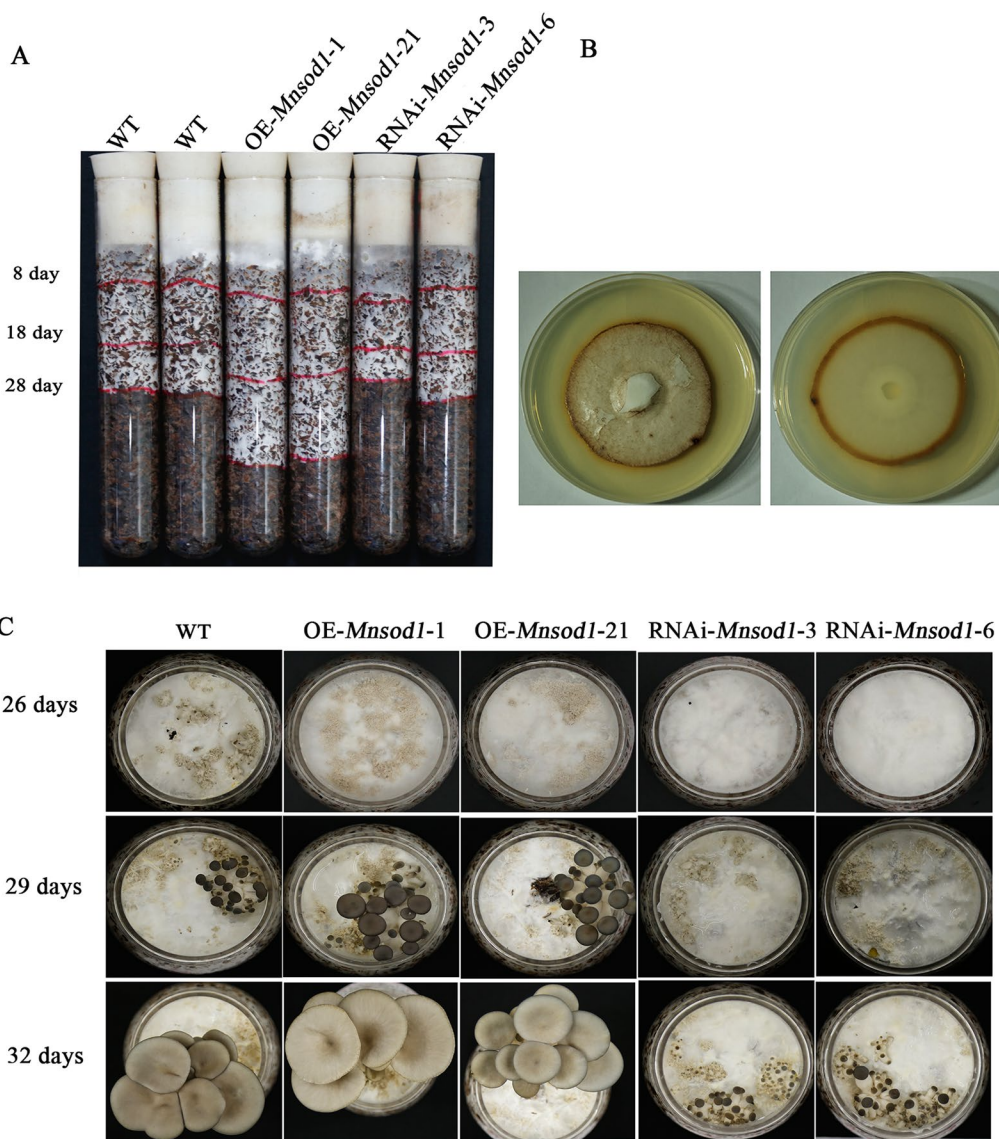 A
B
WT
WT
OE-Mnsod1-1
OE-Mnsod1-21
RNAi-Mnsod1-3
RNAi-Mnsod1-6
8 day
18 day
28 day
C
WT
OE-Mnsod1-1
OE-Mnsod1-21
RNAi-Mnsod1-3
RNAi-Mnsod1-6
26 days
29 days
32 days